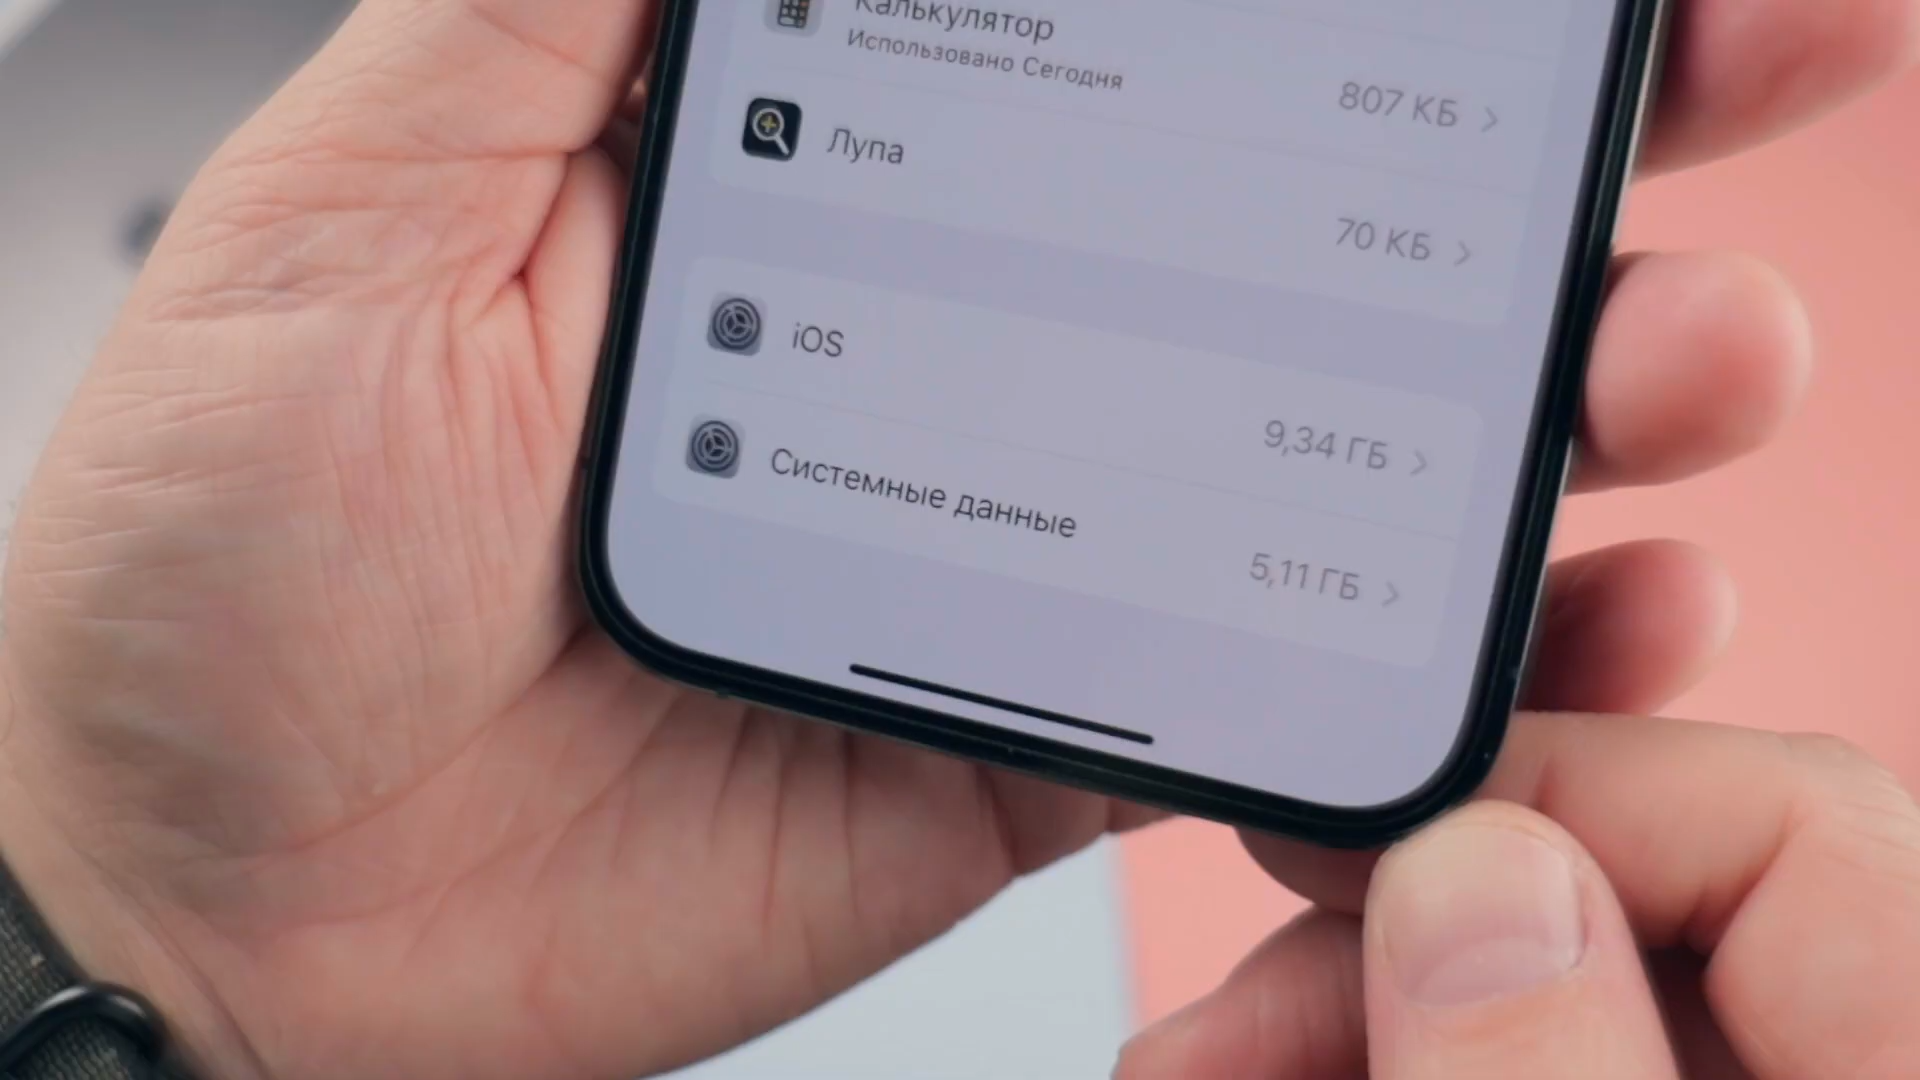 Калькулятор
Использовано Сегодня
807 КБ
Лупа
70 КБ
iOS
9,34 ГБ
Системные данные
5,11 ГБ